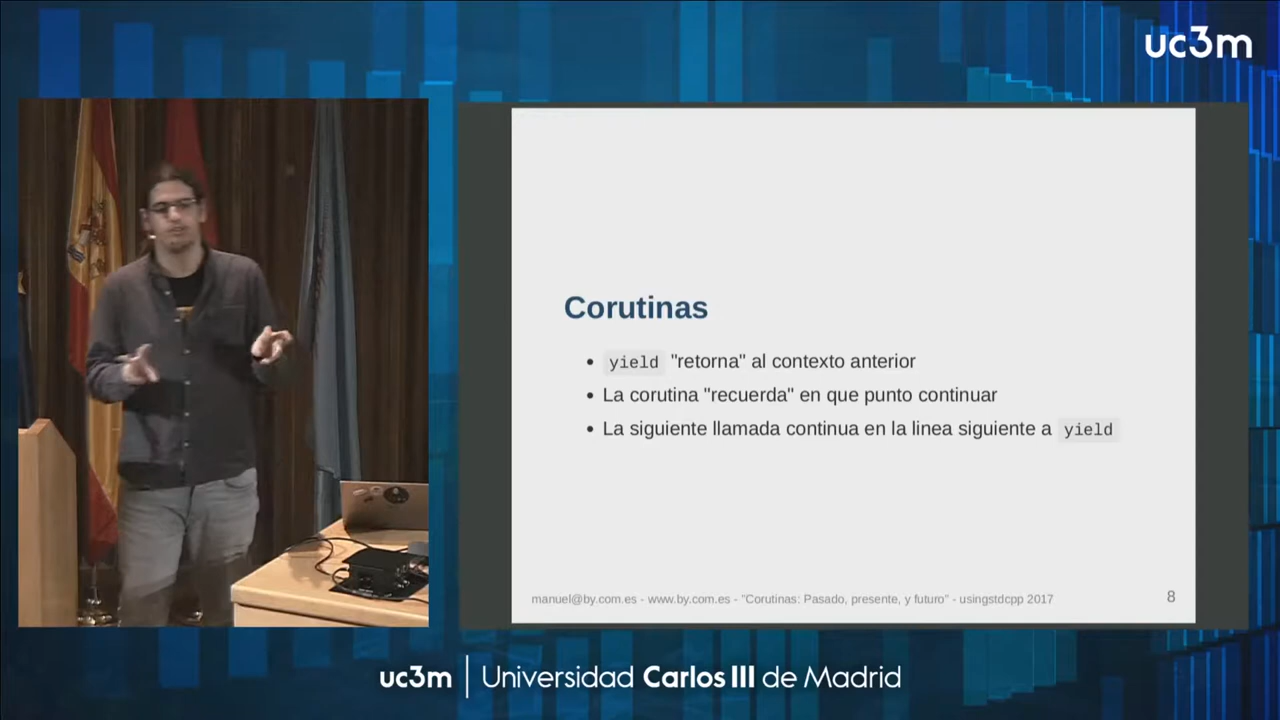 uc3m
Corutinas
yield "retorna" al contexto anterior
La corutina "recuerda" en que punto continuar
La siguiente llamada continua en la linea siguiente a yield
manuel@by.com.es - www.by.com.es - "Corutinas: Pasado, presente, y futuro" - usingstdcpp 2017
8
uc3m | Universidad Carlos III de Madrid